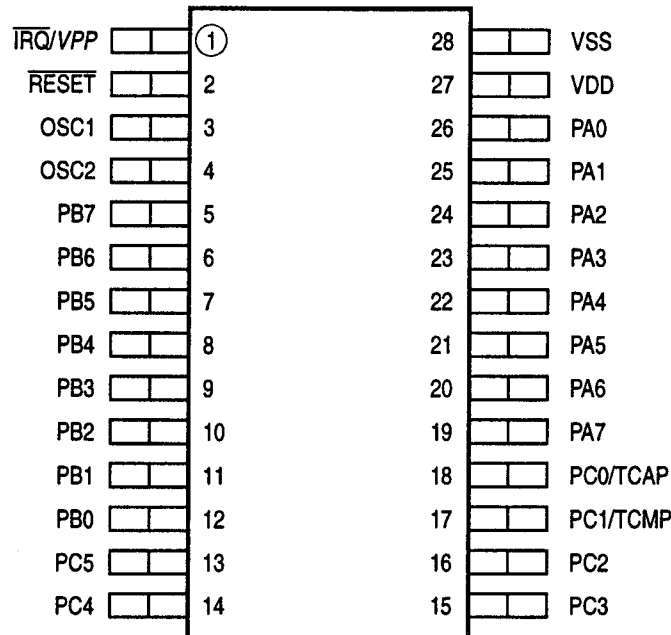 IRQ/VPP 1 28 VSS
RESET 2 27 VDD
OSC1 3 26 PA0
OSC2 4 25 PA1
PB7 5 24 PA2
PB6 6 23 PA3
PB5 7 22 PA4
PB4 8 21 PA5
PB3 9 20 PA6
PB2 10 19 PA7
PB1 11 18 PC0/TCAP
PB0 12 17 PC1/TCMP
PC5 13 16 PC2
PC4 14 15 PC3